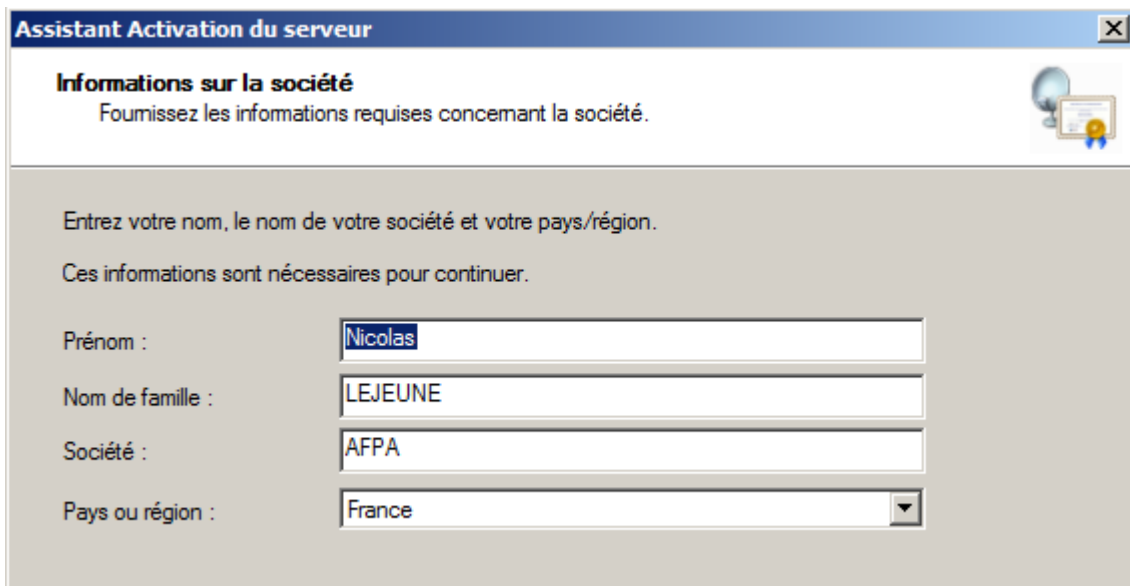 Assistant Activation du serveur
Informations sur la société
Fournissez les informations requises concernant la société.
Entrez votre nom, le nom de votre société et votre pays/région.
Ces informations sont nécessaires pour continuer.
Prénom : Nicolas
Nom de famille : LEJEUNE
Société : AFPA
Pays ou région : France